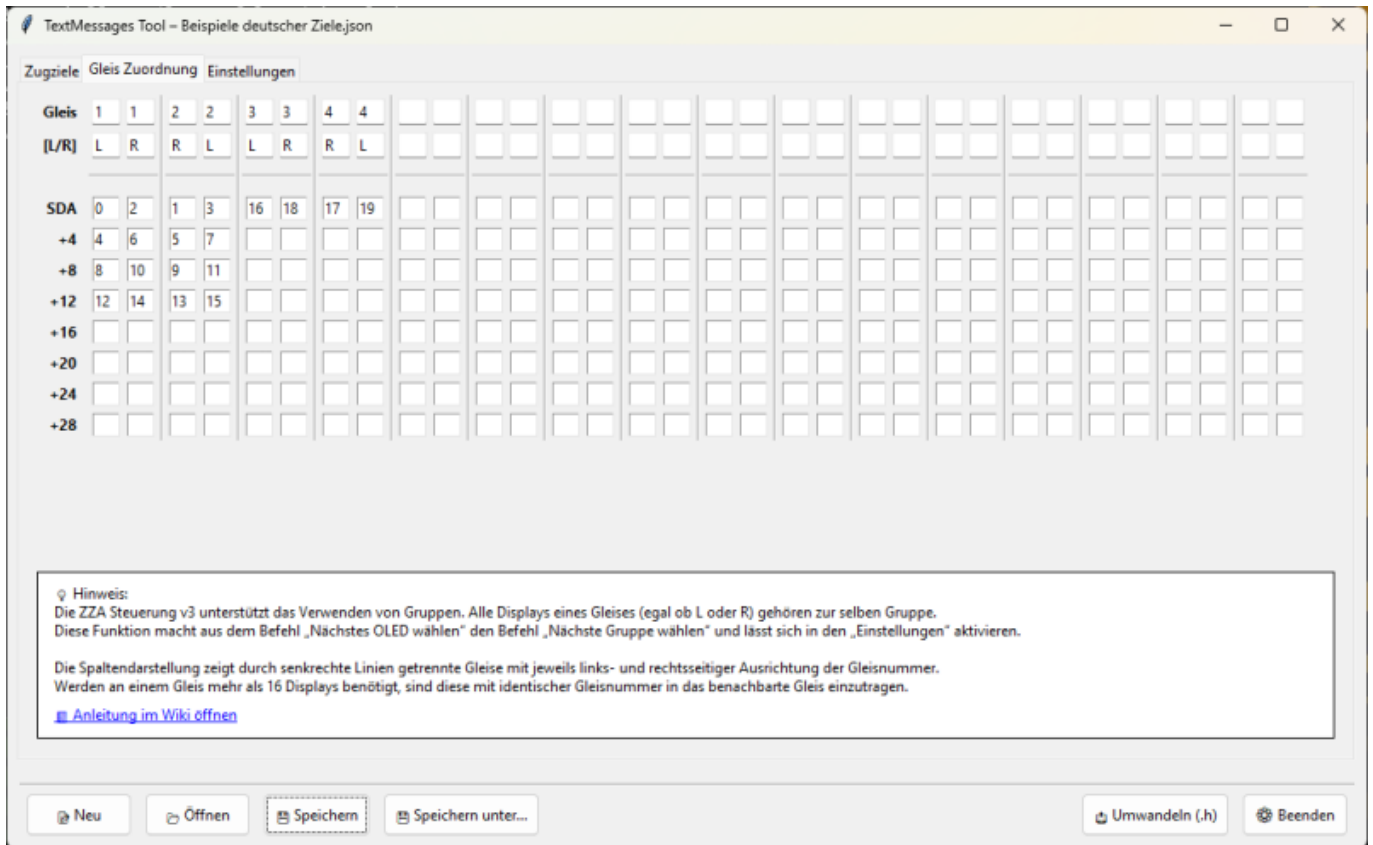 TextMessages Tool – Beispiele deutscher Ziele.json
Zugziele Gleis Zuordnung Einstellungen
Gleis 1 1 2 2 3 3 4 4
[L/R] L R R L L R R L
SDA 0 2 1 3 16 18 17 19
+4 4 6 5 7
+8 8 10 9 11
+12 12 14 13 15
+16
+20
+24
+28
Hinweis:
Die ZZA Steuerung v3 unterstützt das Verwenden von Gruppen. Alle Displays eines Gleises (egal ob L oder R) gehören zur selben Gruppe.
Diese Funktion macht aus dem Befehl „Nächstes OLED wählen" den Befehl „Nächste Gruppe wählen" und lässt sich in den „Einstellungen" aktivieren.
Die Spaltendarstellung zeigt durch senkrechte Linien getrennte Gleise mit jeweils links- und rechtsseitiger Ausrichtung der Gleisnummer.
Werden an einem Gleis mehr als 16 Displays benötigt, sind diese mit identischer Gleisnummer in das benachbarte Gleis einzutragen.
Anleitung im Wiki öffnen
Neu Öffnen Speichern Speichern unter... Umwandeln (.h) Beenden